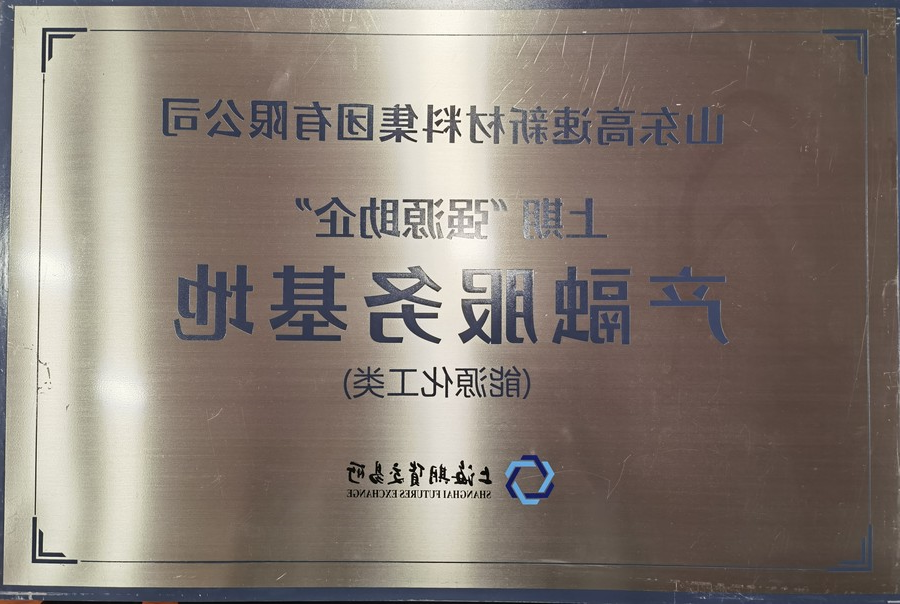 山东高速新材料集团有限公司
上期“强源助企”
产融服务基地
(能源化工类)
上海期货交易所
SHANGHAI FUTURES EXCHANGE